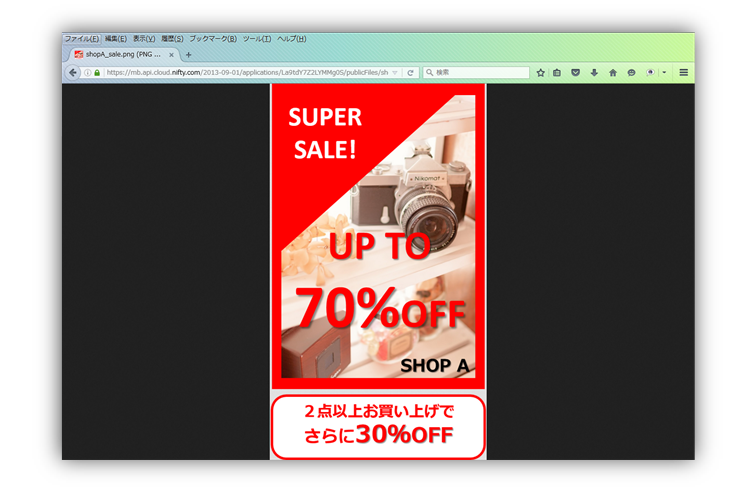 ファイル(F) 編集(E) 表示(V) 履歴(S) ブックマーク(B) ツール(T) ヘルプ(H)
shopA_sale.png (PNG ...
https://mb.api.cloud.nifty.com/2013-09-01/applications/La9tdY7Z2LYMMg0S/publicFiles/sh
検索
SUPER
SALE!
Nikomat
UP TO
70%OFF
SHOP A
２点以上お買い上げで
さらに30%OFF